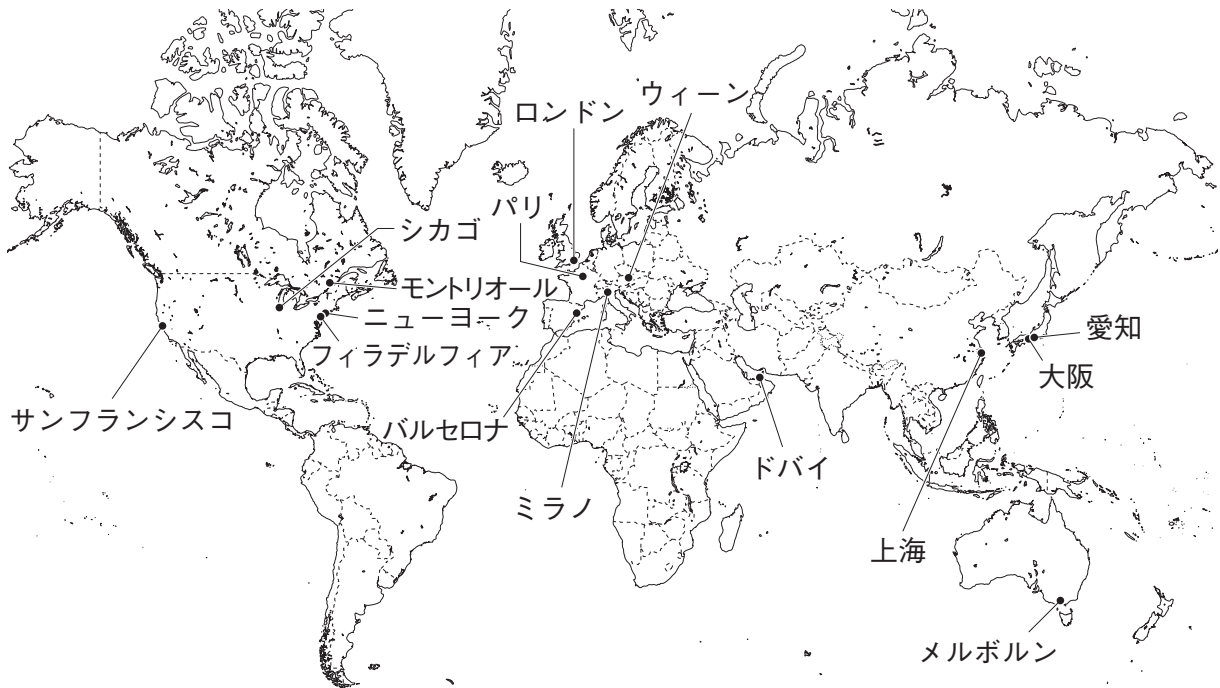 ウィーン
ロンドン
パリ
シカゴ
モントリオール
ニューヨーク
愛知
フィラデルフィア
大阪
サンフランシスコ
バルセロナ
ドバイ
ミラノ
上海
メルボルン